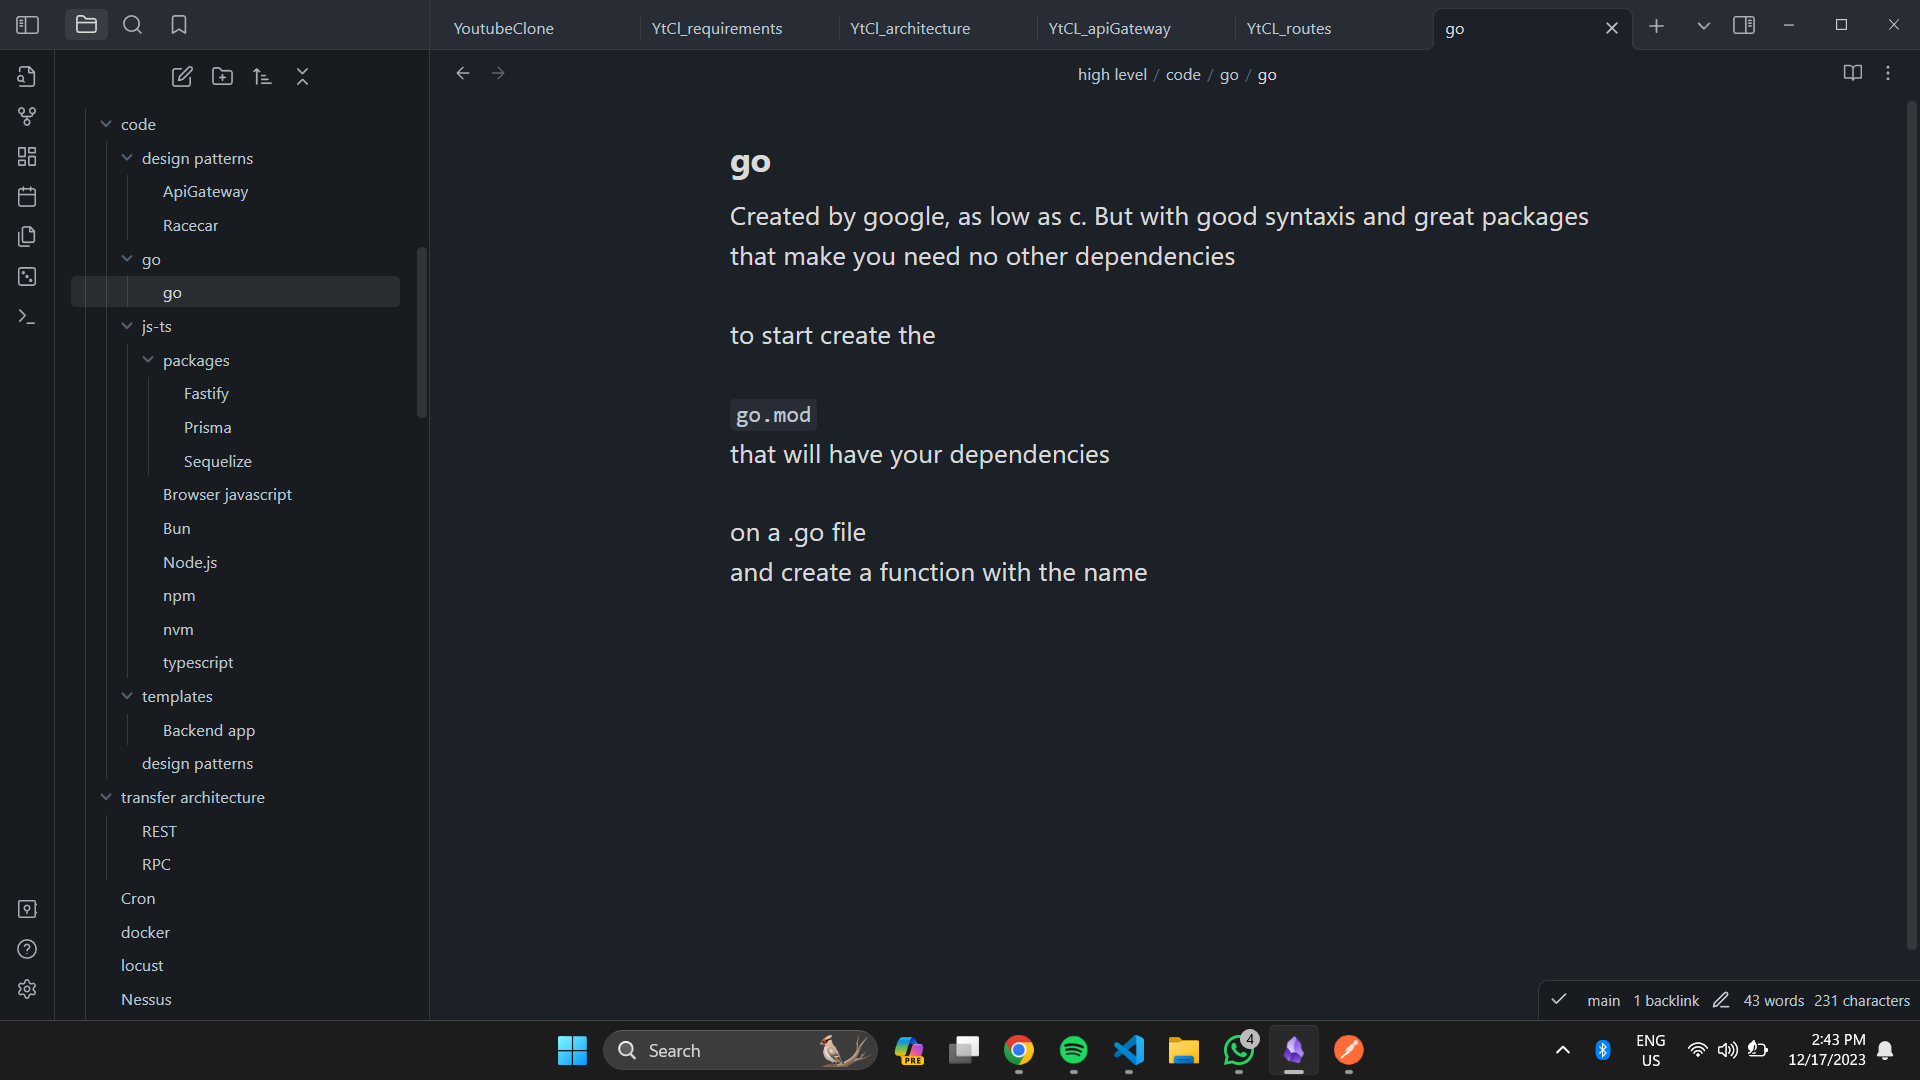 YoutubeClone
YtCl_requirements
YtCl_architecture
YtCL_apiGateway
YtCL_routes
go
high level / code / go / go
code
design patterns
ApiGateway
Racecar
go
go
js-ts
packages
Fastify
Prisma
Sequelize
Browser javascript
Bun
Node.js
npm
nvm
typescript
templates
Backend app
design patterns
transfer architecture
REST
RPC
Cron
docker
locust
Nessus
go
Created by google, as low as c. But with good syntaxis and great packages
that make you need no other dependencies
to start create the
go.mod
that will have your dependencies
on a .go file
and create a function with the name
main 1 backlink 43 words 231 characters
Search
PRE
4
ENG
US
2:43 PM
12/17/2023